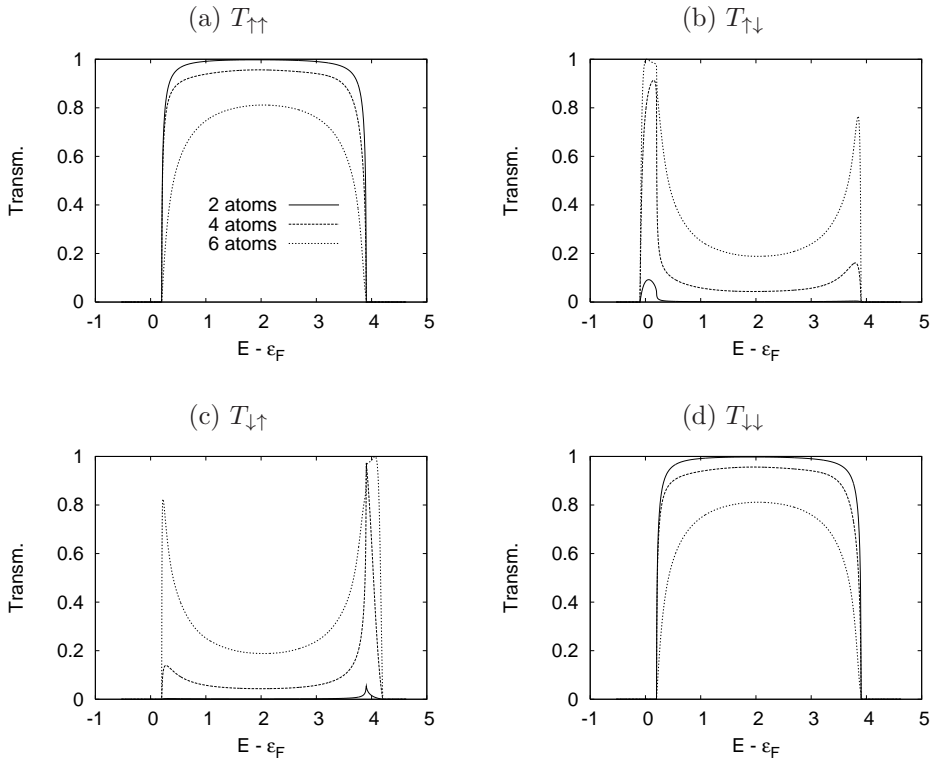 (a) T↑↑
(b) T↑↓
1
0.8
0.6
0.4
0.2
0
Transm.
2 atoms
4 atoms
6 atoms
-1 0 1 2 3 4 5
E - εF
1
0.8
0.6
0.4
0.2
0
Transm.
-1 0 1 2 3 4 5
E - εF
(c) T↓↑
(d) T↓↓
1
0.8
0.6
0.4
0.2
0
Transm.
-1 0 1 2 3 4 5
E - εF
1
0.8
0.6
0.4
0.2
0
Transm.
-1 0 1 2 3 4 5
E - εF